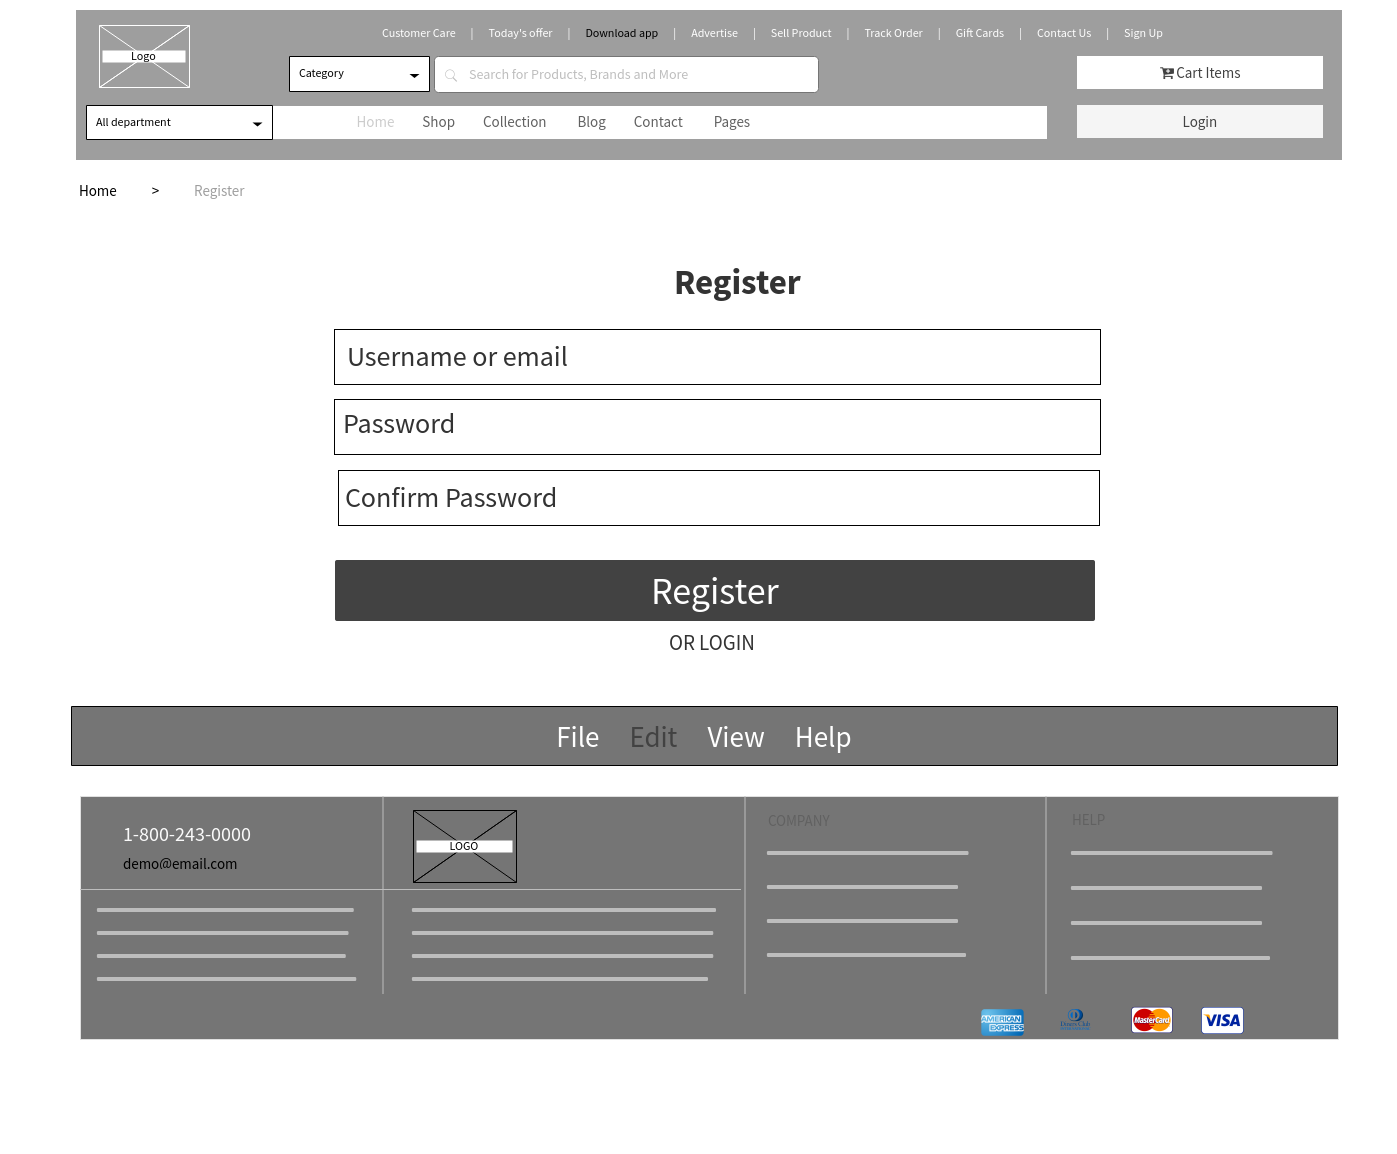 Customer Care | Today's offer | Download app | Advertise | Sell Product | Track Order | Gift Cards | Contact Us | Sign Up
Logo
Category
Search for Products, Brands and More
Cart Items
All department
Home Shop Collection Blog Contact Pages
Login
Home > Register
Register
Username or email
Password
Confirm Password
Register
OR LOGIN
File Edit View Help
1-800-243-0000
demo@email.com
LOGO
COMPANY
HELP
AMERICAN EXPRESS
Diners Club
MasterCard
VISA